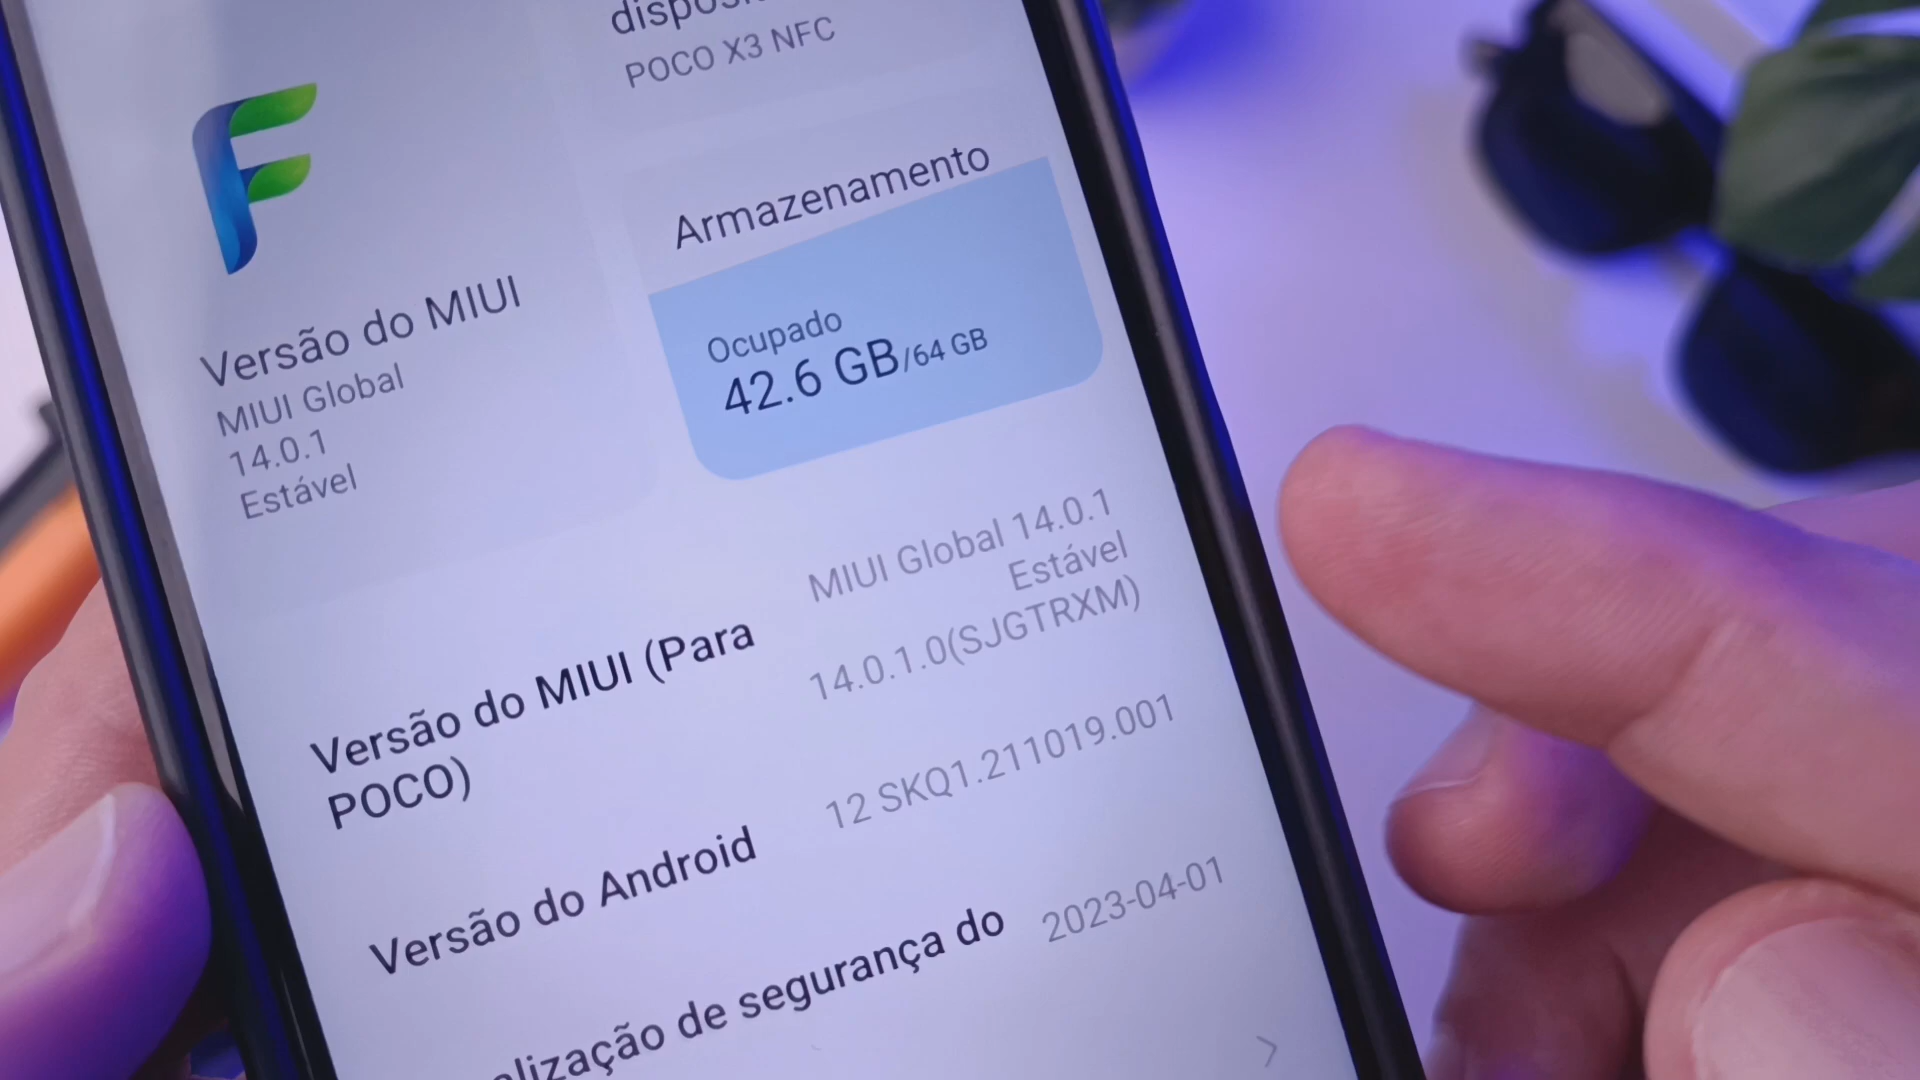 POCO X3 NFC
Versão do MIUI
MIUI Global
14.0.1
Estável
Armazenamento
Ocupado
42.6 GB/64 GB
Versão do MIUI (Para
POCO)
MIUI Global 14.0.1
Estável
14.0.1.0(SJGTRXM)
Versão do Android
12 SKQ1.211019.001
de segurança do
2023-04-01